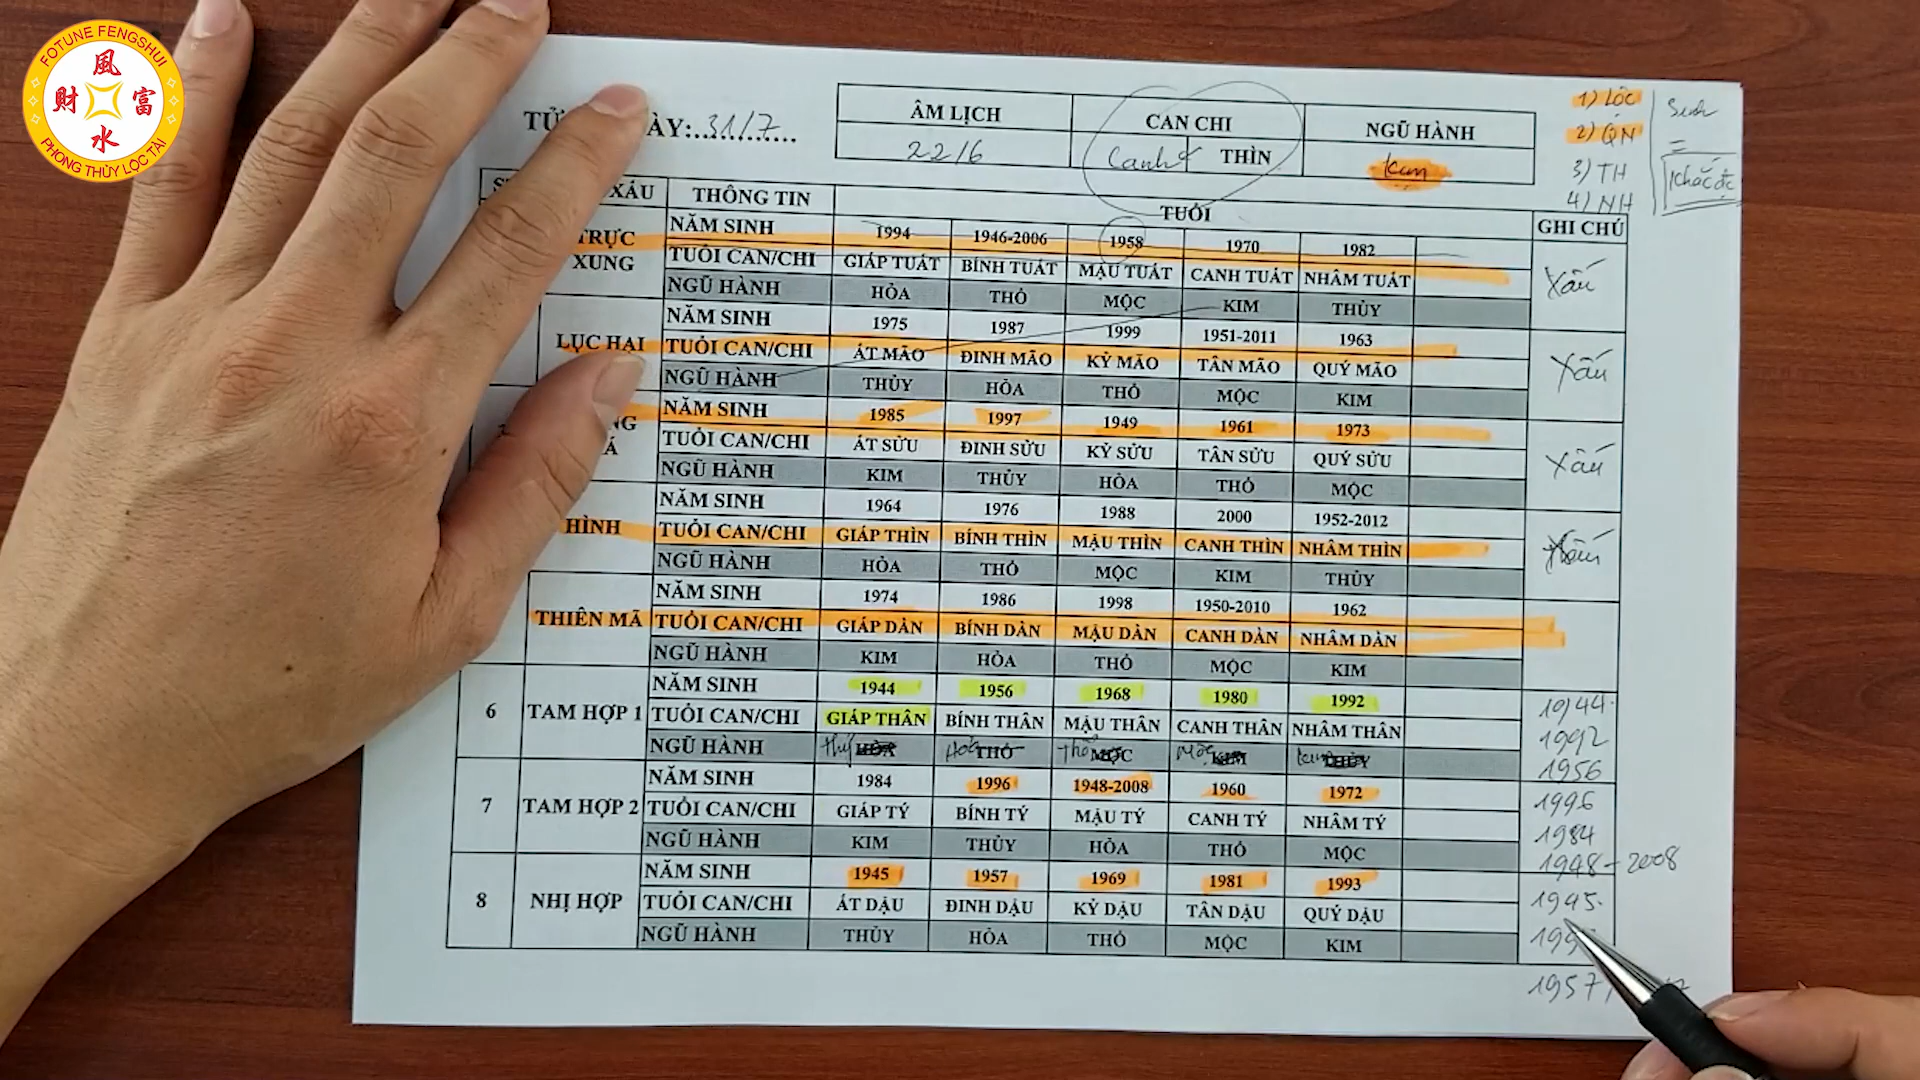 FOTUNE FENGSHUI
風
財 富
水
PHONG THỦY LỘC TÀI
ÀY: 31/7
ÂM LỊCH CAN CHI NGŨ HÀNH
22/6 Canh THÌN Kim
1) Lộc
2) QN
3) TH
4) NH
Sinh
=
Khắc
XẤU THÔNG TIN TUỔI GHI CHÚ
TRỰC XUNG NĂM SINH 1994 1946-2006 1958 1970 1982
TUỔI CAN/CHI GIÁP TUẤT BÍNH TUẤT MẬU TUẤT CANH TUẤT NHÂM TUẤT Xấu
NGŨ HÀNH HỎA THỔ MỘC KIM THỦY
LỤC HẠI NĂM SINH 1975 1987 1999 1951-2011 1963
TUỔI CAN/CHI ẤT MÃO ĐINH MÃO KỶ MÃO TÂN MÃO QUÝ MÃO Xấu
NGŨ HÀNH THỦY HỎA THỔ MỘC KIM
NĂM SINH 1985 1997 1949 1961 1973
TUỔI CAN/CHI ẤT SỬU ĐINH SỬU KỶ SỬU TÂN SỬU QUÝ SỬU Xấu
NGŨ HÀNH KIM THỦY HỎA THỔ MỘC
HÌNH NĂM SINH 1964 1976 1988 2000 1952-2012
TUỔI CAN/CHI GIÁP THÌN BÍNH THÌN MẬU THÌN CANH THÌN NHÂM THÌN
NGŨ HÀNH HỎA THỔ MỘC KIM THỦY
THIÊN MÃ NĂM SINH 1974 1986 1998 1950-2010 1962
TUỔI CAN/CHI GIÁP DẦN BÍNH DẦN MẬU DẦN CANH DẦN NHÂM DẦN
NGŨ HÀNH KIM HỎA THỔ MỘC KIM
6 TAM HỢP 1 NĂM SINH 1944 1956 1968 1980 1992 1944
TUỔI CAN/CHI GIÁP THÂN BÍNH THÂN MẬU THÂN CANH THÂN NHÂM THÂN 1992
NGŨ HÀNH 1956
7 TAM HỢP 2 NĂM SINH 1984 1996 1948-2008 1960 1972 1996
TUỔI CAN/CHI GIÁP TÝ BÍNH TÝ MẬU TÝ CANH TÝ NHÂM TÝ 1984
NGŨ HÀNH KIM THỦY HỎA THỔ MỘC 1948-2008
8 NHỊ HỢP NĂM SINH 1945 1957 1969 1981 1993 1945
TUỔI CAN/CHI ẤT DẬU ĐINH DẬU KỶ DẬU TÂN DẬU QUÝ DẬU
NGŨ HÀNH THỦY HỎA THỔ MỘC KIM
1957